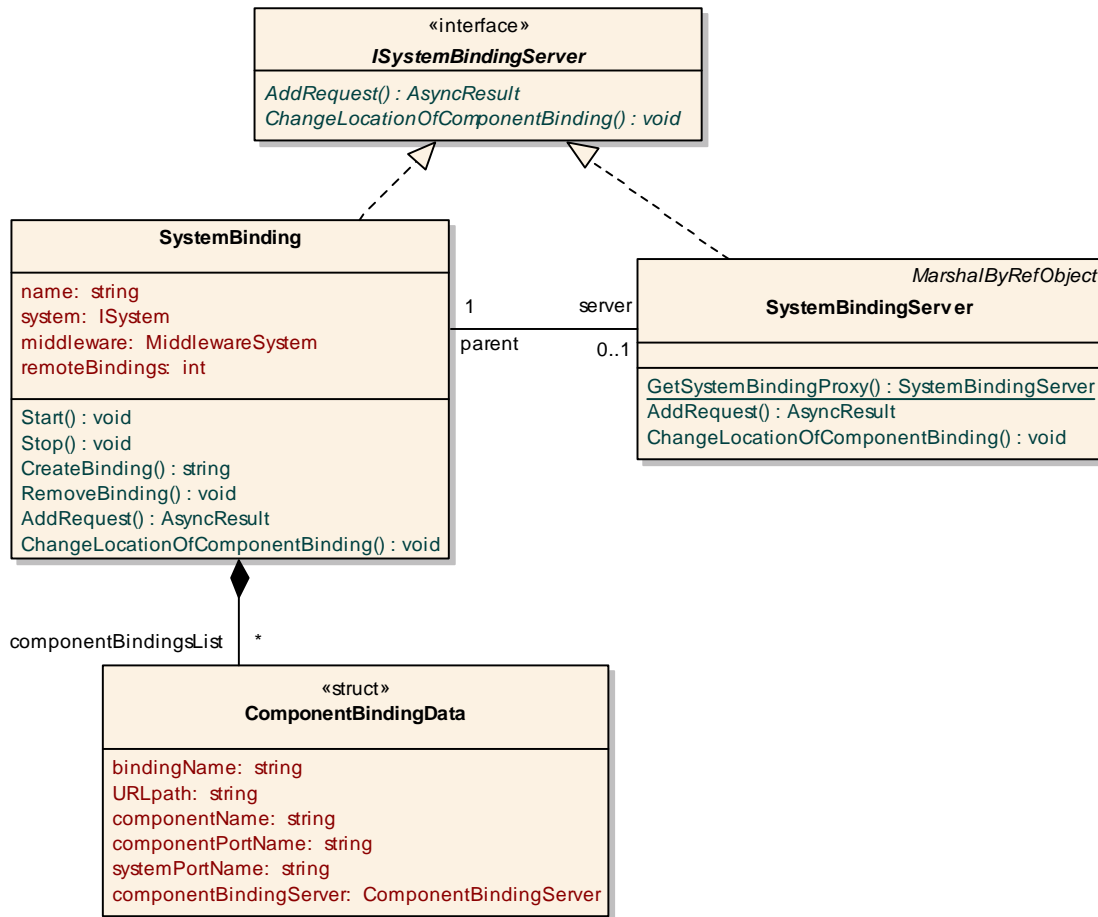 «interface»
ISystemBindingServer
AddRequest() : AsyncResult
ChangeLocationOfComponentBinding() : void
SystemBinding
name: string
system: ISystem
middleware: MiddlewareSystem
remoteBindings: int
Start() : void
Stop() : void
CreateBinding() : string
RemoveBinding() : void
AddRequest() : AsyncResult
ChangeLocationOfComponentBinding() : void
1
parent
server
0..1
MarshalByRefObject
SystemBindingServer
GetSystemBindingProxy() : SystemBindingServer
AddRequest() : AsyncResult
ChangeLocationOfComponentBinding() : void
componentBindingsList
*
«struct»
ComponentBindingData
bindingName: string
URLpath: string
componentName: string
componentPortName: string
systemPortName: string
componentBindingServer: ComponentBindingServer